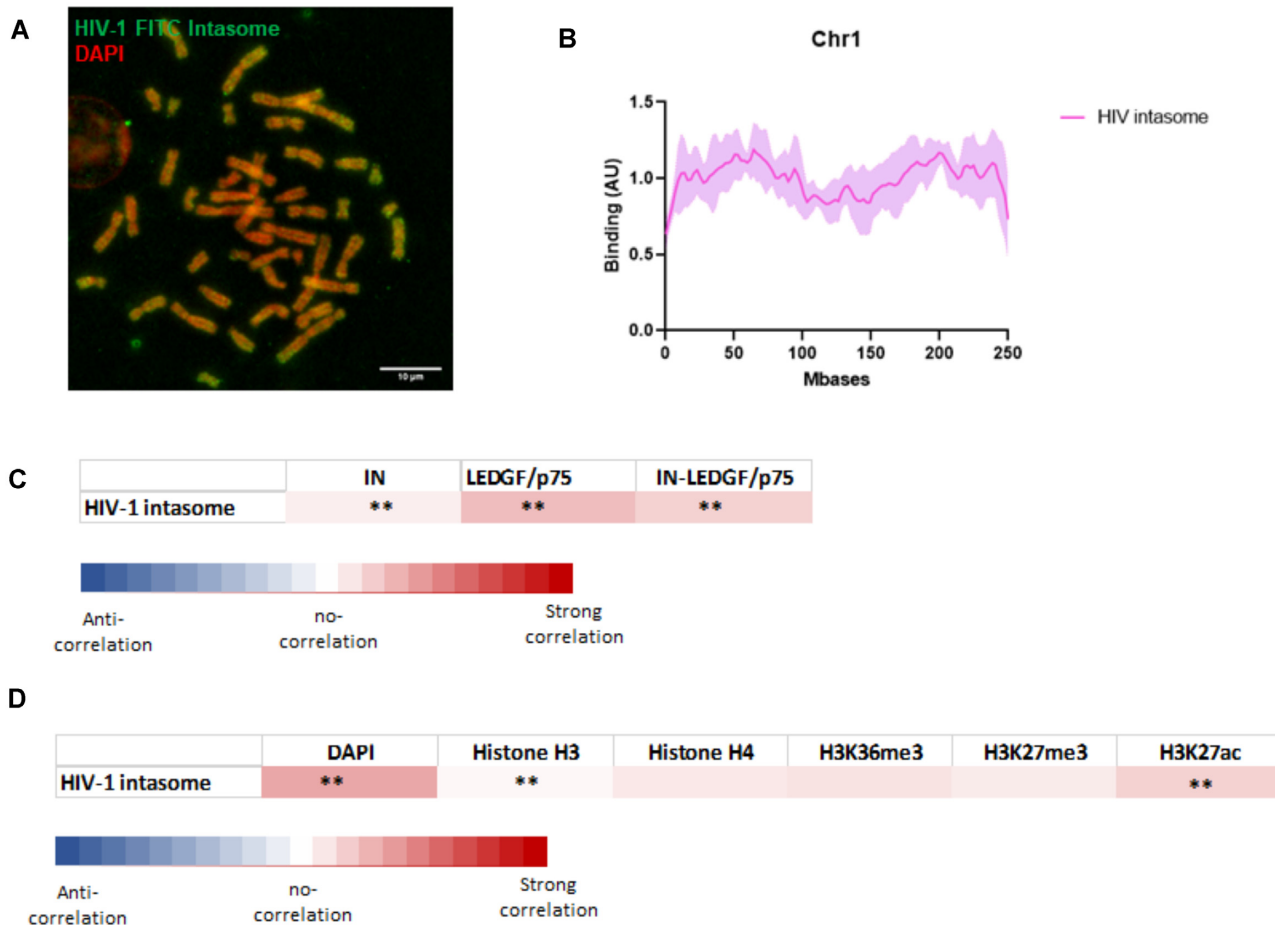 A
HIV-1 FITC Intasome
DAPI
10 µm
B
Chr1
1.5
1.0
0.5
0.0
Binding (AU)
0 50 100 150 200 250
Mbases
HIV intasome
C
IN LEDGF/p75 IN-LEDGF/p75
HIV-1 intasome ** ** **
Anti-
correlation
no-
correlation
Strong
correlation
D
DAPI Histone H3 Histone H4 H3K36me3 H3K27me3 H3K27ac
HIV-1 intasome ** ** **
Anti-
correlation
no-
correlation
Strong
correlation